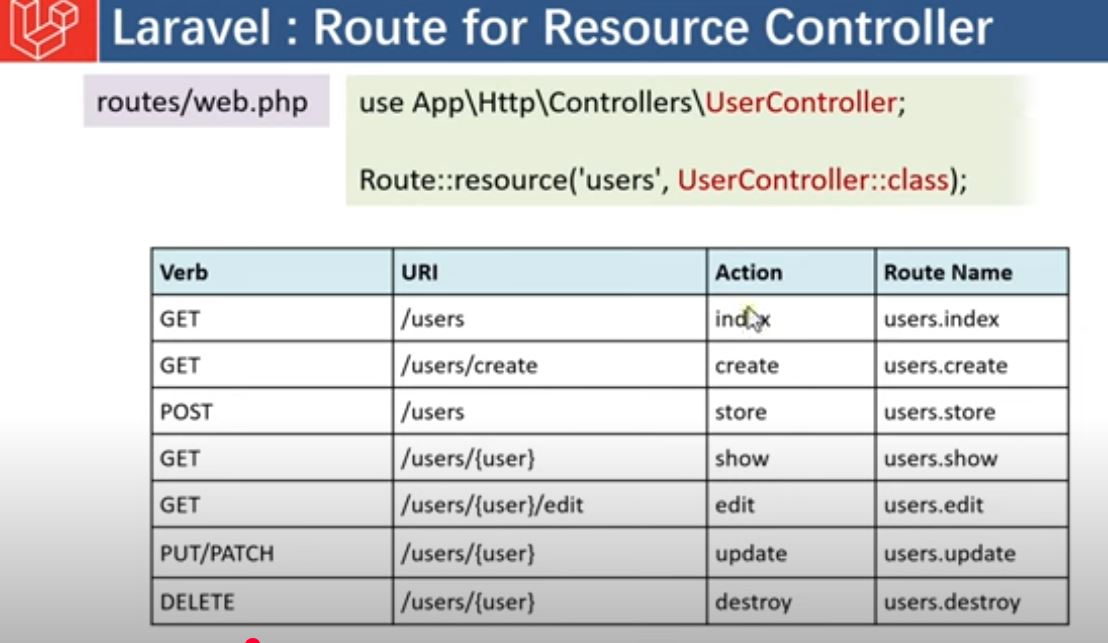 Laravel : Route for Resource Controller
routes/web.php
use App\Http\Controllers\UserController;
Route::resource('users', UserController::class);
Verb URI Action Route Name
GET /users index users.index
GET /users/create create users.create
POST /users store users.store
GET /users/{user} show users.show
GET /users/{user}/edit edit users.edit
PUT/PATCH /users/{user} update users.update
DELETE /users/{user} destroy users.destroy